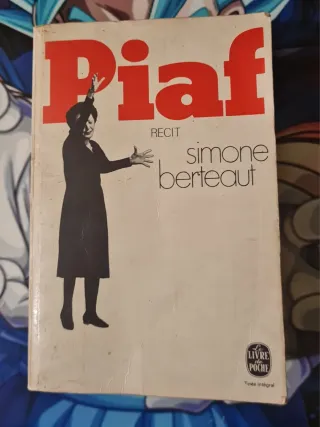 Piaf
RECIT
simone
berteaut
Le
LIVRE
de
POCHE
Texte intégral